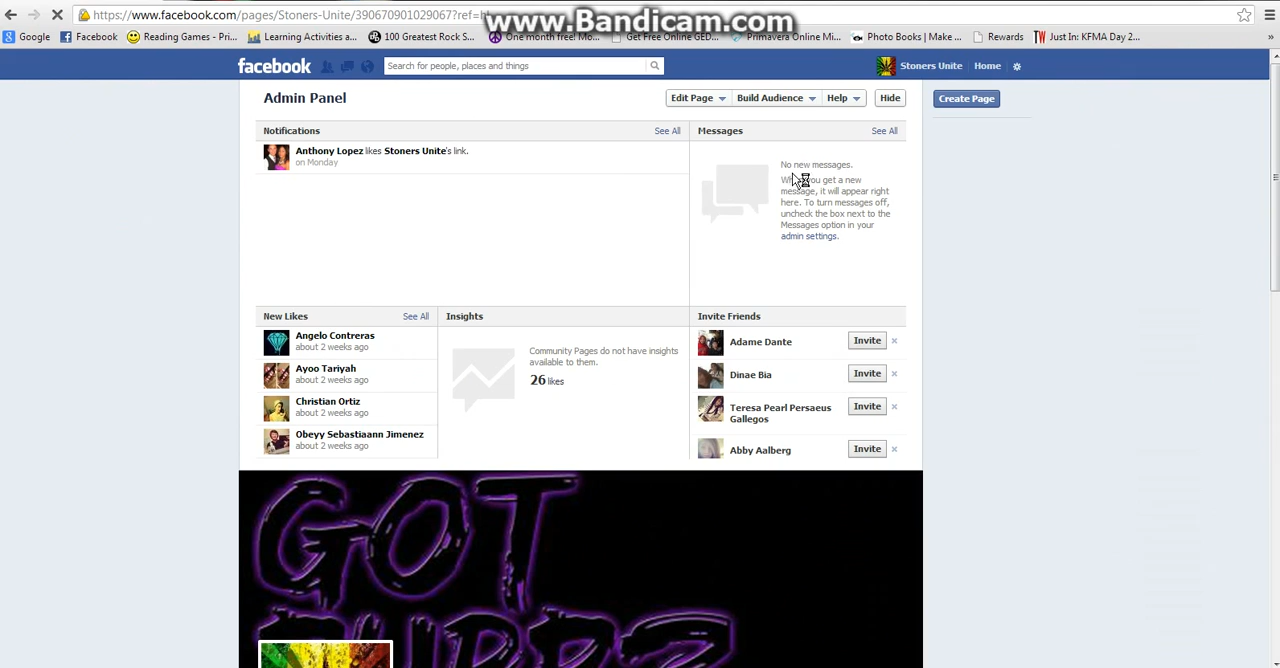 www.Bandicam.com
https://www.facebook.com/pages/Stoners-Unite/390670901029067?ref=h
Google
Facebook
Reading Games - Pri...
Learning Activities a...
100 Greatest Rock S...
One month free! Mo...
Get Free Online GED...
Primavera Online Mi...
Photo Books | Make ...
Rewards
Just In: KFMA Day 2...
»
facebook
Search for people, places and things
Stoners Unite
Home
Admin Panel
Edit Page
Build Audience
Help
Hide
Create Page
Notifications
See All
Messages
See All
Anthony Lopez likes Stoners Unite's link.
on Monday
No new messages.
you get a new
message, it will appear right
here. To turn messages off,
uncheck the box next to the
Messages option in your
admin settings.
New Likes
See All
Insights
Invite Friends
Angelo Contreras
about 2 weeks ago
Ayoo Tariyah
about 2 weeks ago
Christian Ortiz
about 2 weeks ago
Obeyy Sebastiaann Jimenez
about 2 weeks ago
Community Pages do not have insights
available to them.
26 likes
Adame Dante
Invite
Dinae Bia
Invite
Teresa Pearl Persaeus
Gallegos
Invite
Abby Aalberg
Invite
GOT